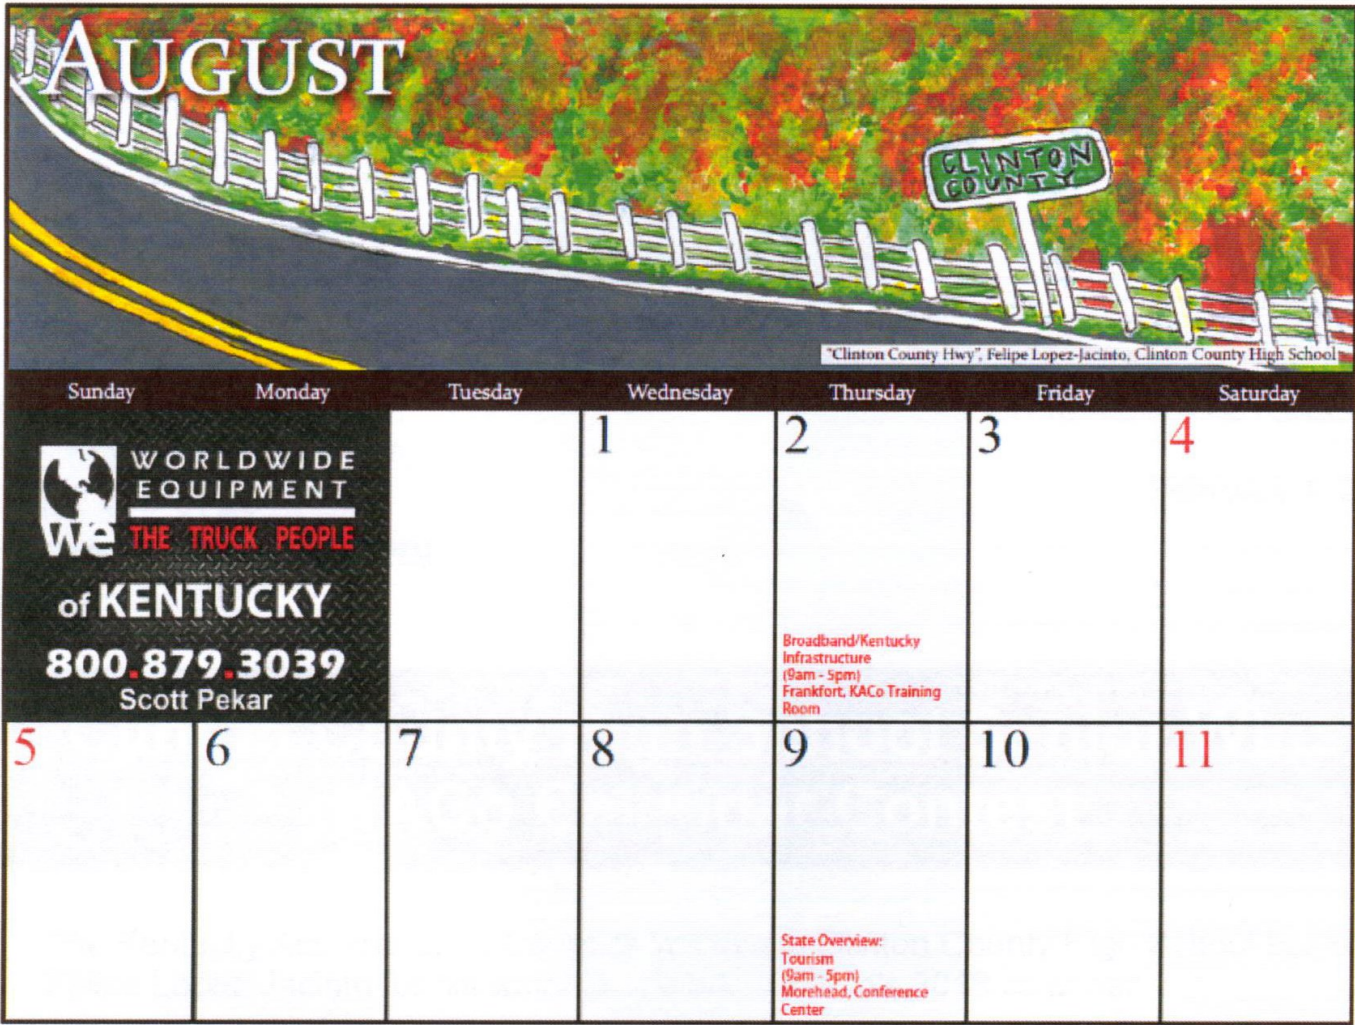 AUGUST
CLINTON
COUNTY
"Clinton County Hwy", Felipe Lopez-Jacinto, Clinton County High School
Sunday Monday Tuesday Wednesday Thursday Friday Saturday
WORLDWIDE
EQUIPMENT
we THE TRUCK PEOPLE
of KENTUCKY
800.879.3039
Scott Pekar
1 2 3 4
Broadband/Kentucky
Infrastructure
(9am - 5pm)
Frankfort, KACo Training
Room
5 6 7 8 9 10 11
State Overview:
Tourism
(9am - 5pm)
Morehead, Conference
Center